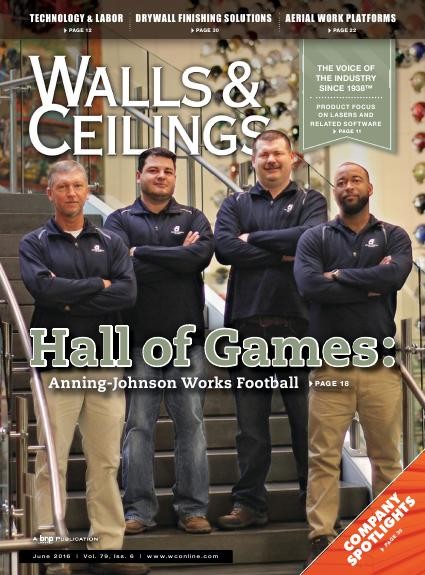 TECHNOLOGY & LABOR
PAGE 12
DRYWALL FINISHING SOLUTIONS
PAGE 30
AERIAL WORK PLATFORMS
PAGE 22
WALLS &
CEILINGS
THE VOICE OF
THE INDUSTRY
SINCE 1938™
PRODUCT FOCUS
ON LASERS AND
RELATED SOFTWARE
PAGE 11
Hall of Games:
Anning-Johnson Works Football
PAGE 18
COMPANY
SPOTLIGHTS
A bnp PUBLICATION
June 2016 | Vol. 79, Iss. 6 | www.wconline.com